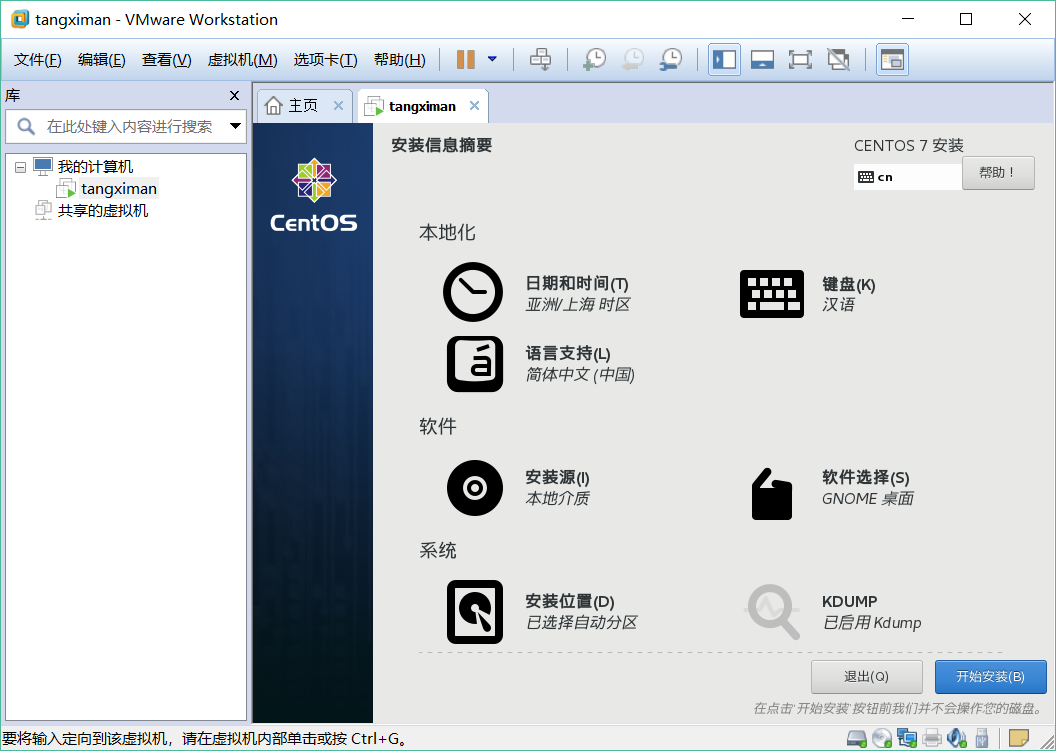 tangximan - VMware Workstation
文件(F) 编辑(E) 查看(V) 虚拟机(M) 选项卡(T) 帮助(H)
库
在此处键入内容进行搜索
我的计算机
tangximan
共享的虚拟机
主页
tangximan
CentOS
安装信息摘要
CENTOS 7 安装
cn
帮助！
本地化
日期和时间(T)
亚洲/上海 时区
键盘(K)
汉语
语言支持(L)
简体中文 (中国)
软件
安装源(I)
本地介质
软件选择(S)
GNOME 桌面
系统
安装位置(D)
已选择自动分区
KDUMP
已启用 Kdump
退出(Q)
开始安装(B)
在点击'开始安装'按钮前我们并不会操作您的磁盘。
要将输入定向到该虚拟机，请在虚拟机内部单击或按 Ctrl+G。